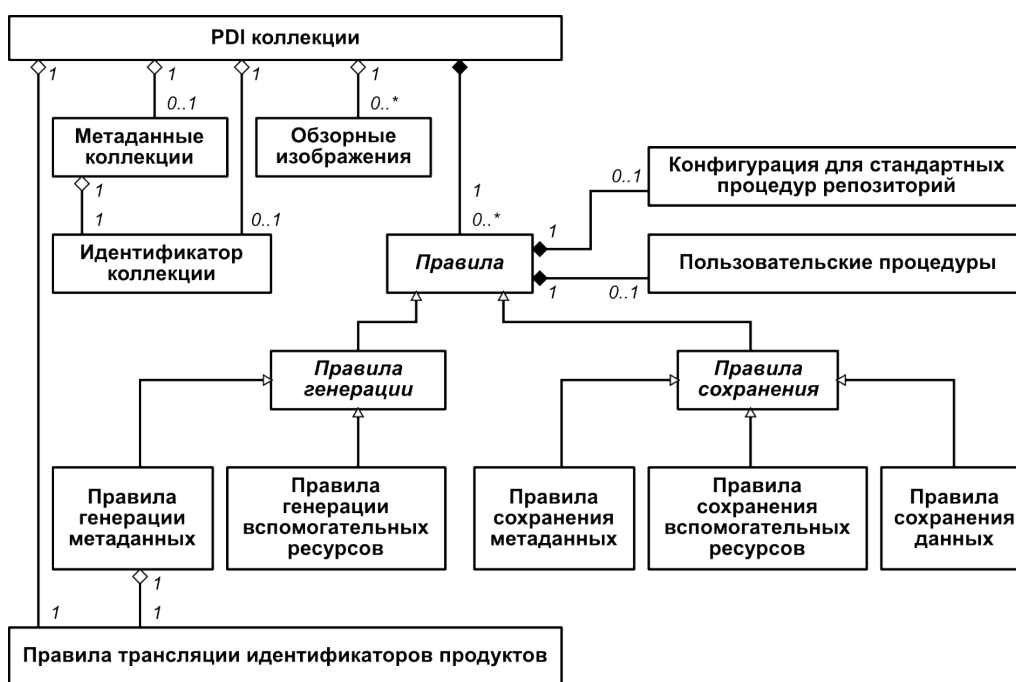 PDI коллекции
1
1
1
1
0..1
0..*
Метаданные
коллекции
Обзорные
изображения
Конфигурация для стандартных
процедур репозиторий
0..1
1
1
0..1
1
0..*
1
Идентификатор
коллекции
Правила
Пользовательские процедуры
1
0..1
Правила
генерации
Правила
сохранения
Правила
генерации
метаданных
Правила
генерации
вспомогательных
ресурсов
Правила
сохранения
метаданных
Правила
сохранения
вспомогательных
ресурсов
Правила
сохранения
данных
1
1
1
Правила трансляции идентификаторов продуктов